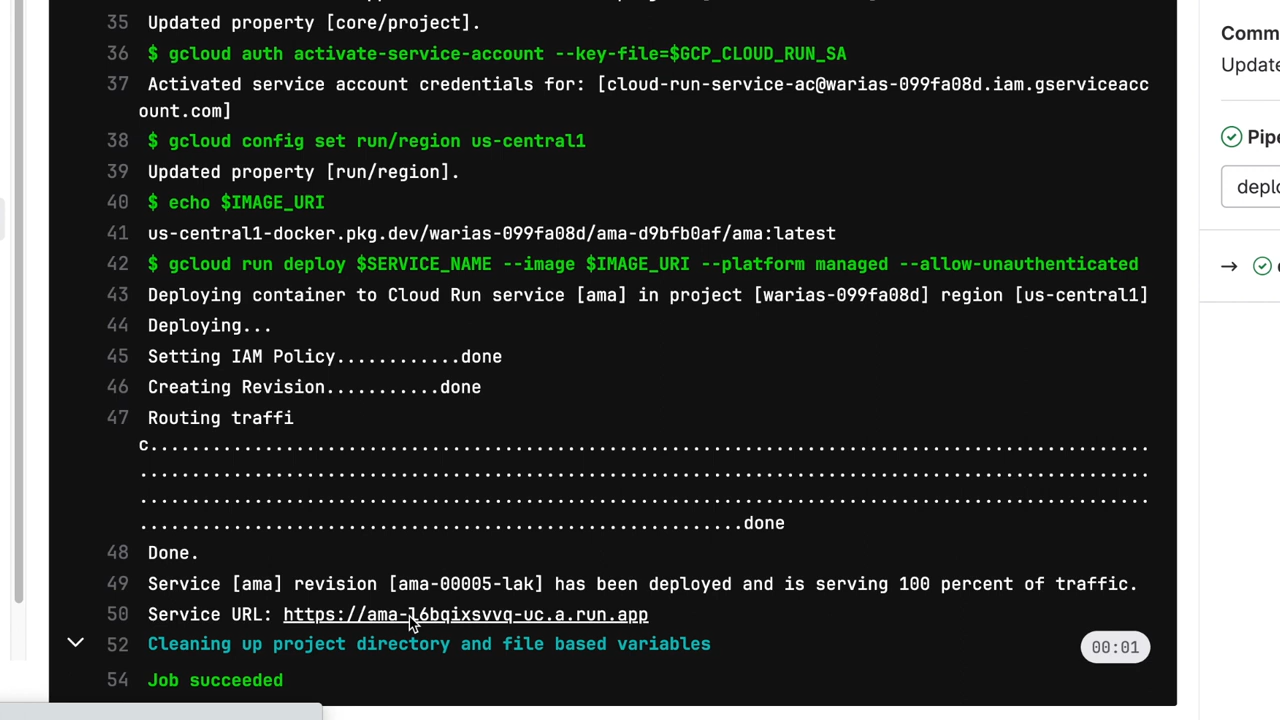 35 Updated property [core/project].
36 $ gcloud auth activate-service-account --key-file=$GCP_CLOUD_RUN_SA
37 Activated service account credentials for: [cloud-run-service-ac@warias-099fa08d.iam.gserviceacc
ount.com]
38 $ gcloud config set run/region us-central1
39 Updated property [run/region].
40 $ echo $IMAGE_URI
41 us-central1-docker.pkg.dev/warias-099fa08d/ama-d9bfb0af/ama:latest
42 $ gcloud run deploy $SERVICE_NAME --image $IMAGE_URI --platform managed --allow-unauthenticated
43 Deploying container to Cloud Run service [ama] in project [warias-099fa08d] region [us-central1]
44 Deploying...
45 Setting IAM Policy............done
46 Creating Revision...........done
47 Routing traffi
c................................................................................................
.................................................................................................
.................................................................................................
..........................................................done
48 Done.
49 Service [ama] revision [ama-00005-lak] has been deployed and is serving 100 percent of traffic.
50 Service URL: https://ama-l6bqixsvvq-uc.a.run.app
52 Cleaning up project directory and file based variables
00:01
54 Job succeeded
Comm
Update
Pipe
deplo